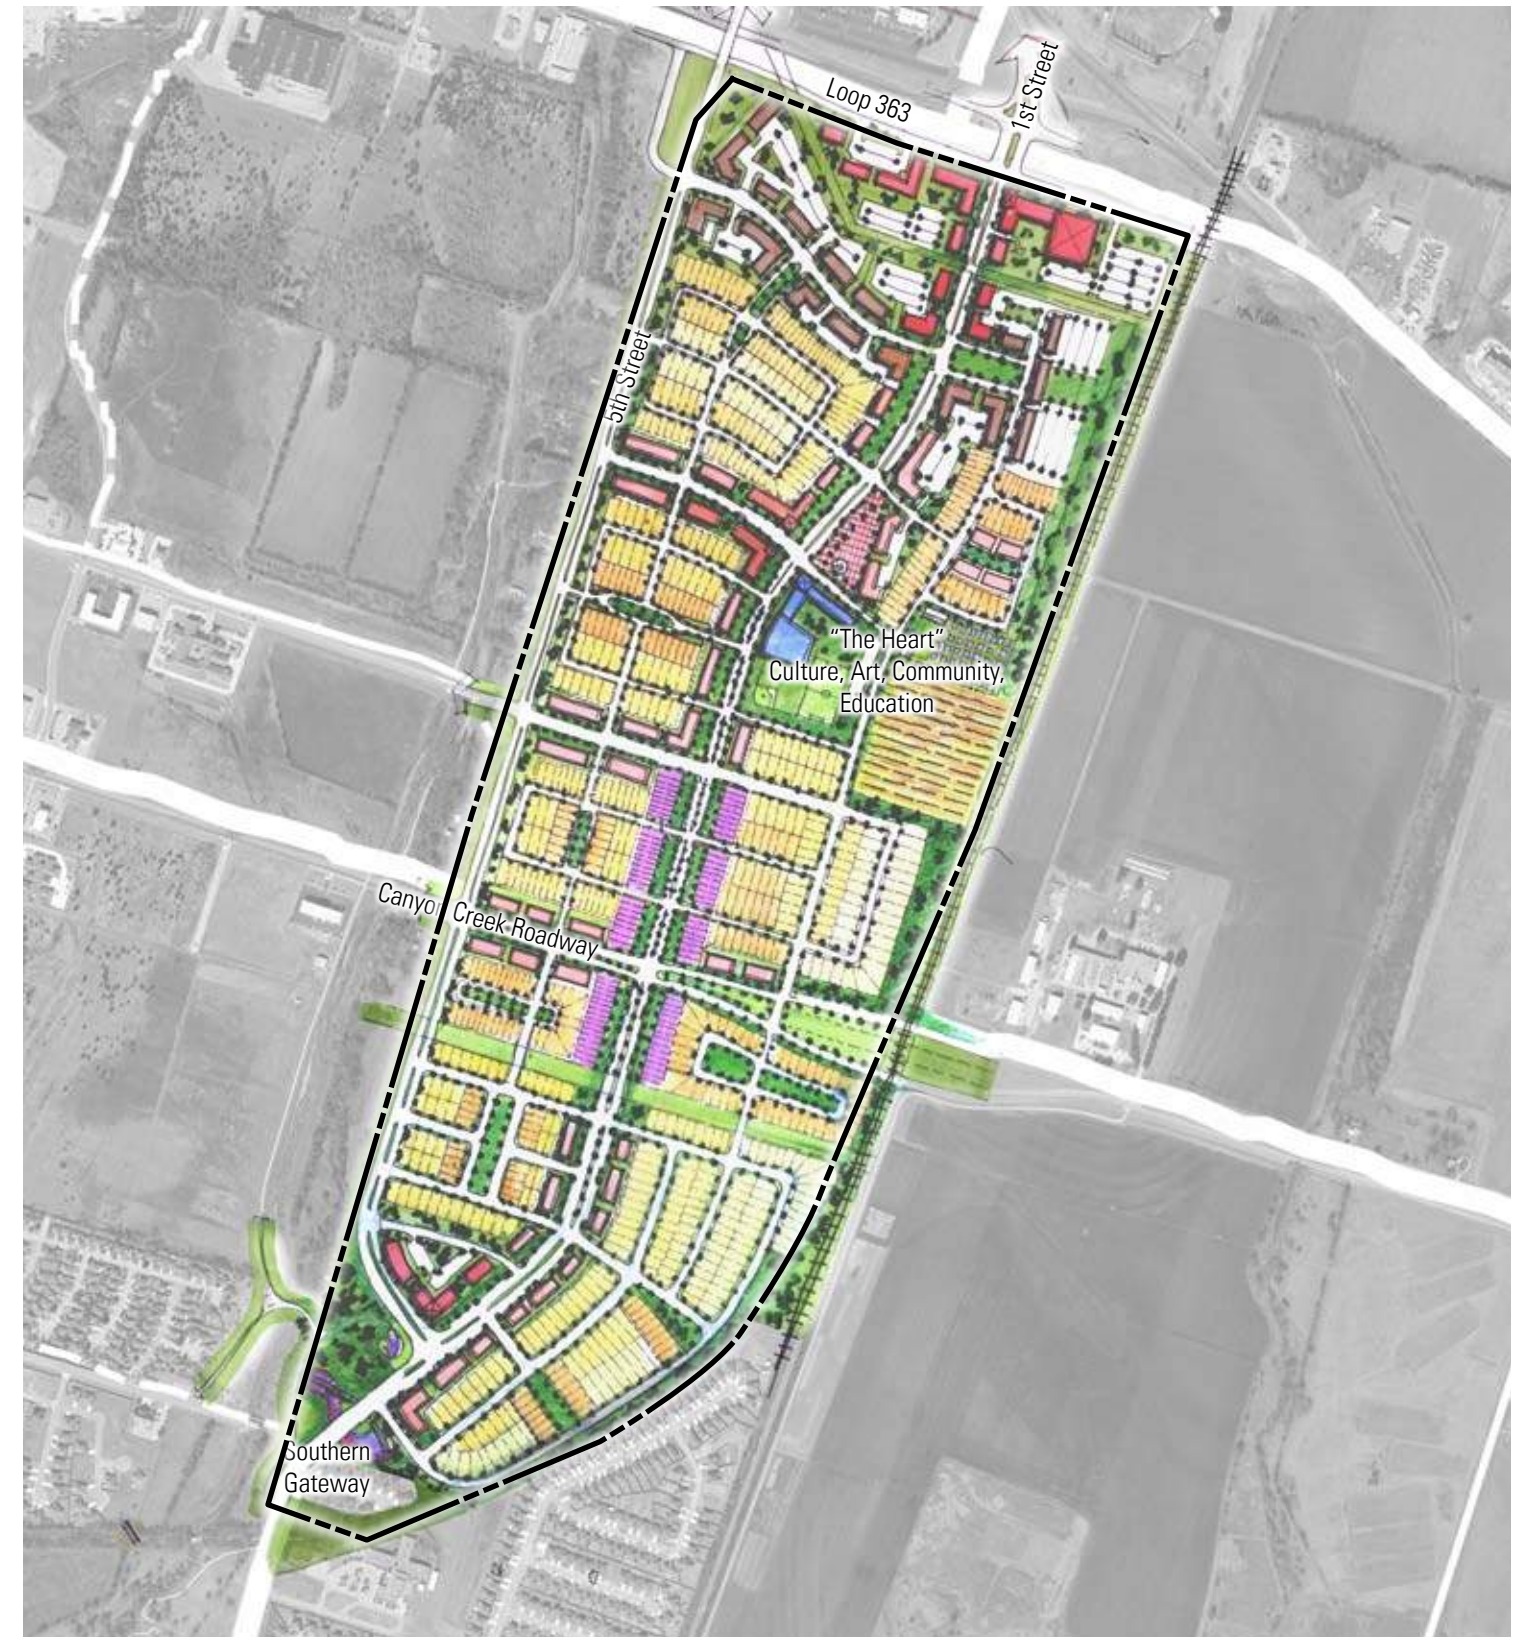 Loop 363
1st Street
5th Street
“The Heart”
Culture, Art, Community,
Education
Canyon Creek Roadway
Southern
Gateway